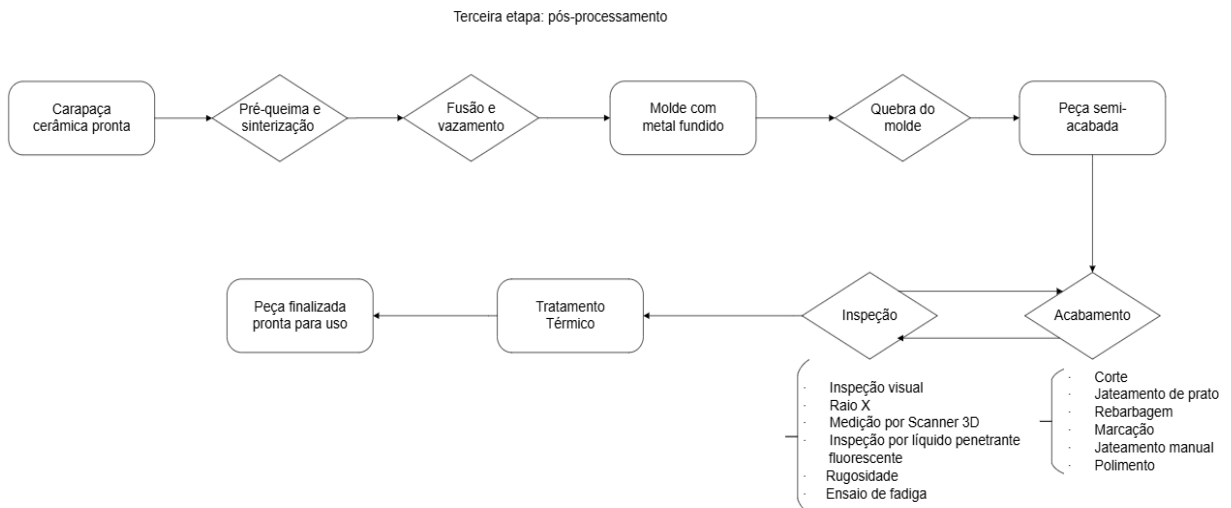 Terceira etapa: pós-processamento
Carapaça
cerâmica pronta
Pré-queima e
sinterização
Fusão e
vazamento
Molde com
metal fundido
Quebra do
molde
Peça semi-
acabada
Peça finalizada
pronta para uso
Tratamento
Térmico
Inspeção
Acabamento
· Inspeção visual
· Raio X
· Medição por Scanner 3D
· Inspeção por líquido penetrante
fluorescente
· Rugosidade
· Ensaio de fadiga
· Corte
· Jateamento de prato
· Rebarbagem
· Marcação
· Jateamento manual
· Polimento